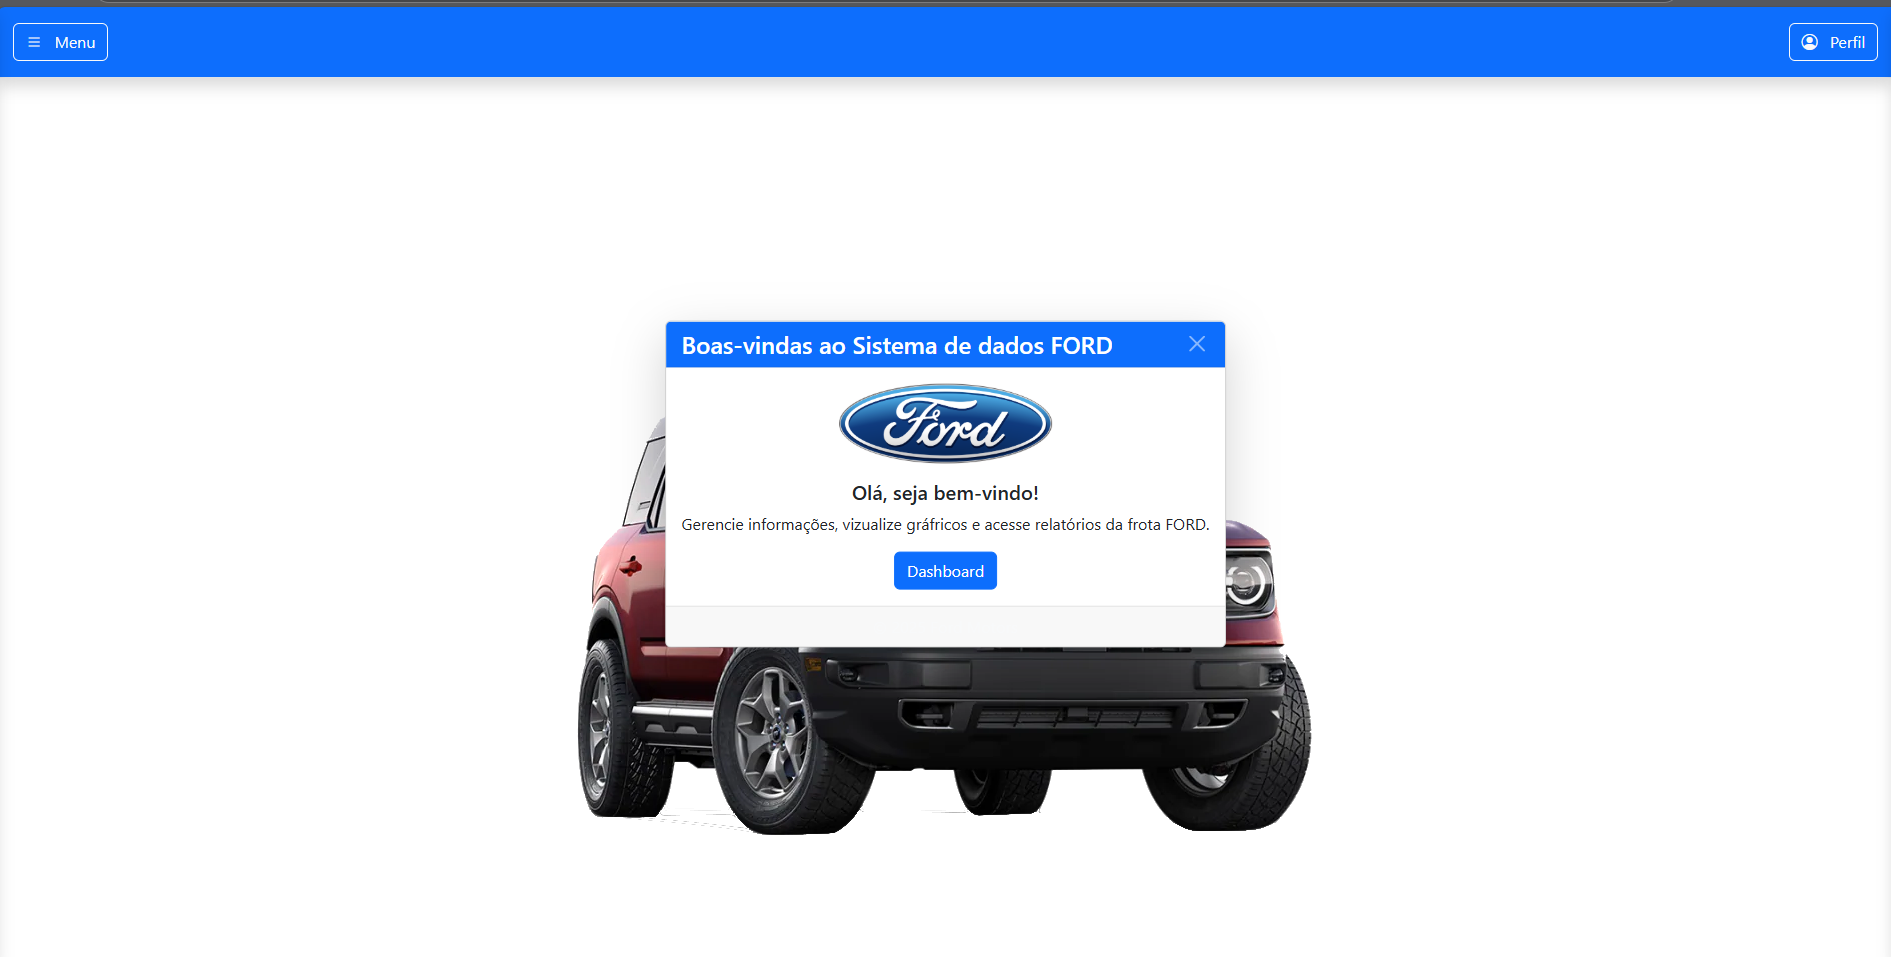 Menu
Perfil
Boas-vindas ao Sistema de dados FORD
Ford
Olá, seja bem-vindo!
Gerencie informações, vizualize gráfricos e acesse relatórios da frota FORD.
Dashboard